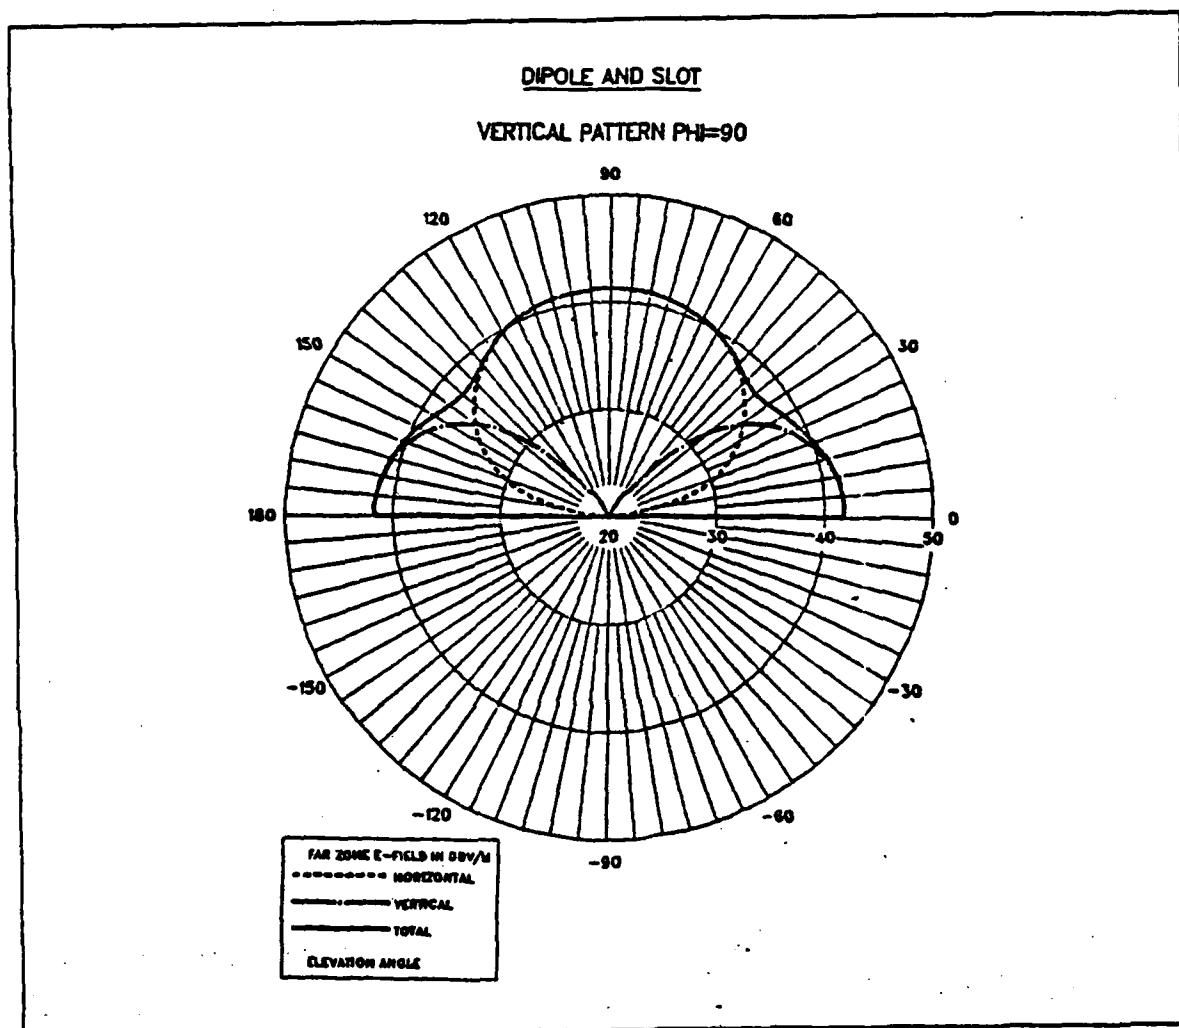 DIPOLE AND SLOT
VERTICAL PATTERN PHI=90
90
120
60
150
30
180
0
20
30
40
50
-150
-30
-120
-60
-90
FAR ZONE E-FIELD IN DBV/M
HORIZONTAL
VERTICAL
TOTAL
ELEVATION ANGLE